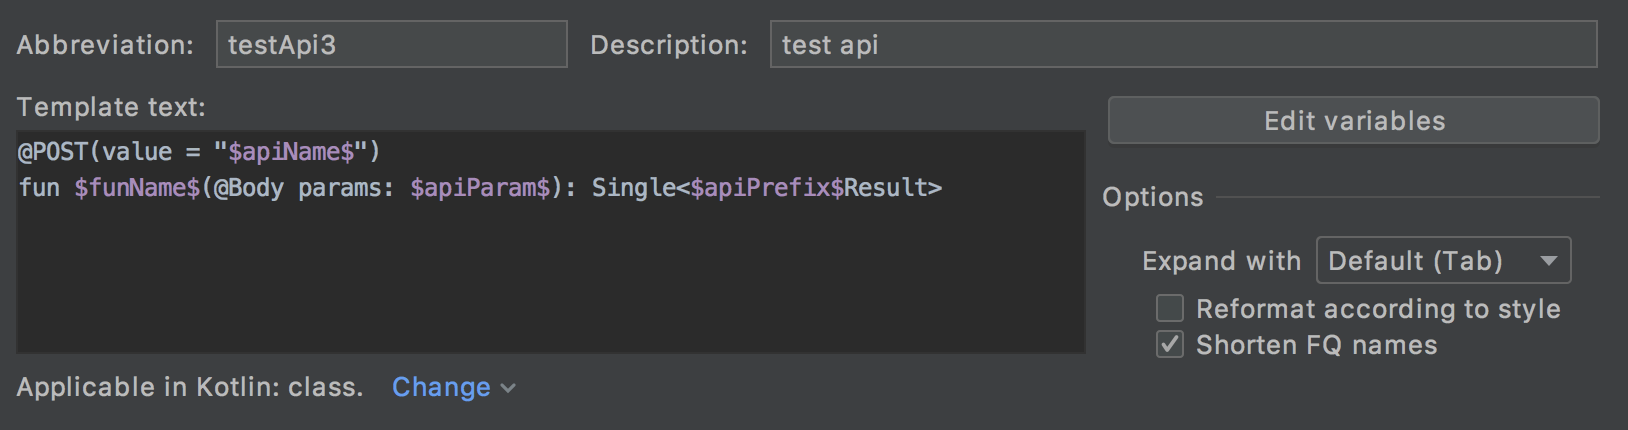 Abbreviation: testApi3 Description: test api
Template text:
Edit variables
@POST(value = "$apiName$")
fun $funName$(@Body params: $apiParam$): Single<$apiPrefix$Result>
Options
Expand with Default (Tab)
Reformat according to style
Shorten FQ names
Applicable in Kotlin: class. Change